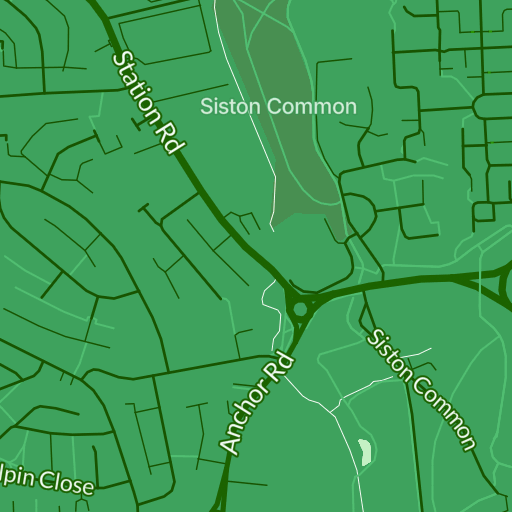 Station Rd
Siston Common
Siston Common
Anchor Rd
lpin Close